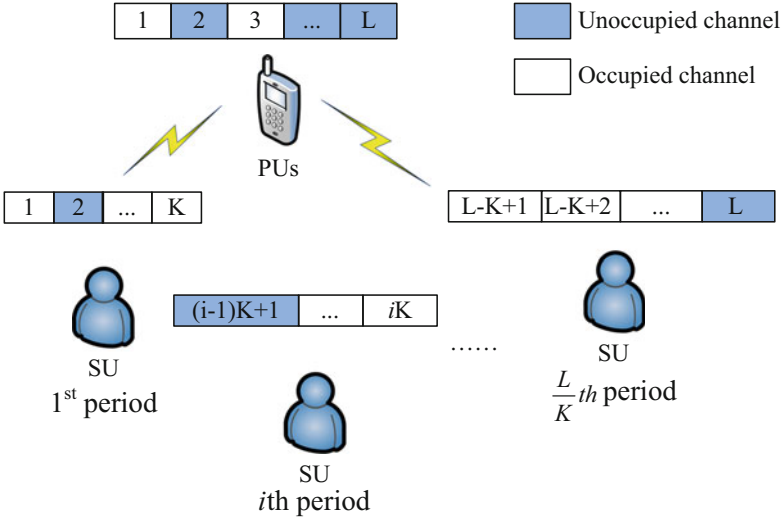 1 2 3 ... L
Unoccupied channel
Occupied channel
PUs
1 2 ... K
L-K+1 L-K+2 ... L
(i-1)K+1 ... iK
......
SU
1st period
SU
L/K th period
SU
ith period